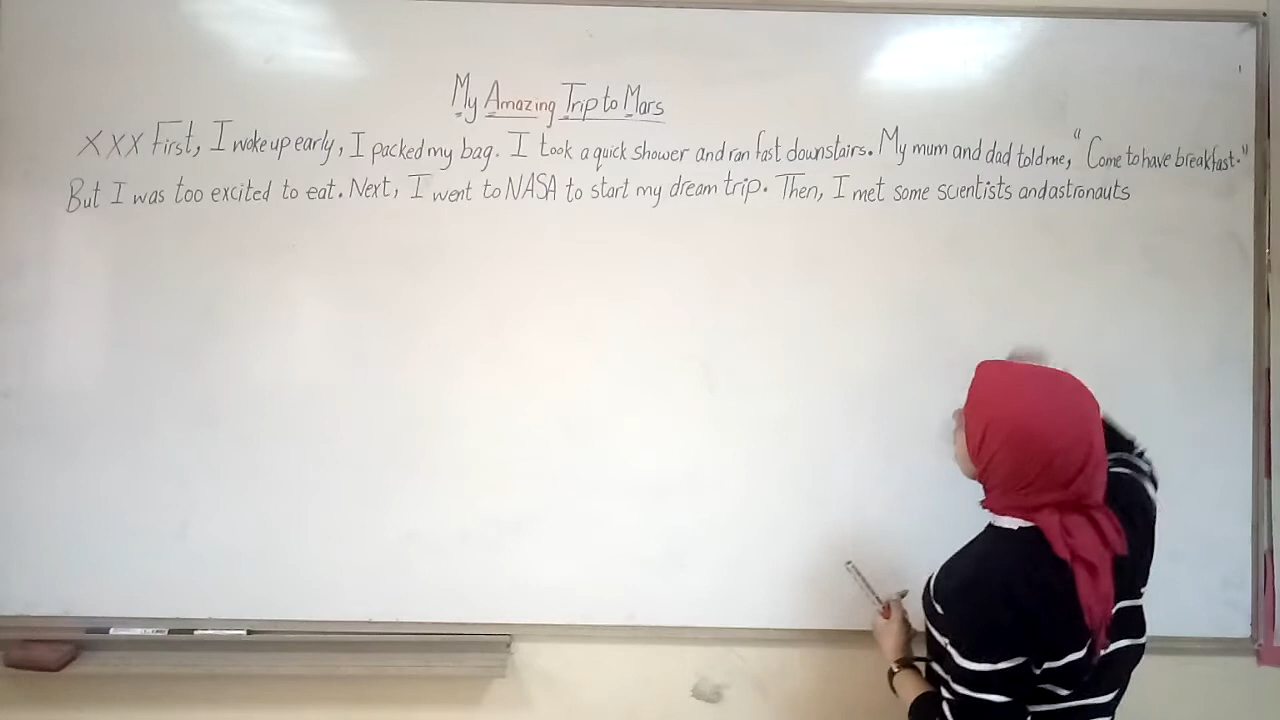 My Amazing Trip to Mars
XXX First, I woke up early, I packed my bag. I took a quick shower and ran fast downstairs. My mum and dad told me, "Come to have breakfast."
But I was too excited to eat. Next, I went to NASA to start my dream trip. Then, I met some scientists and astronauts